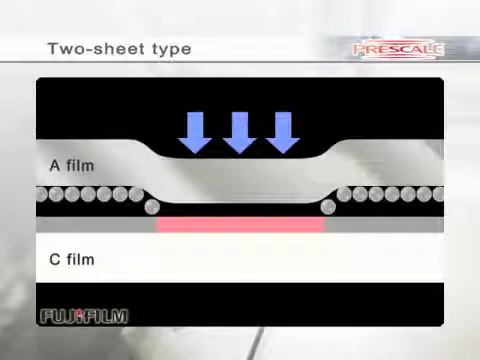 Two-sheet type
PRESCALE
A film
C film
FUJIFILM